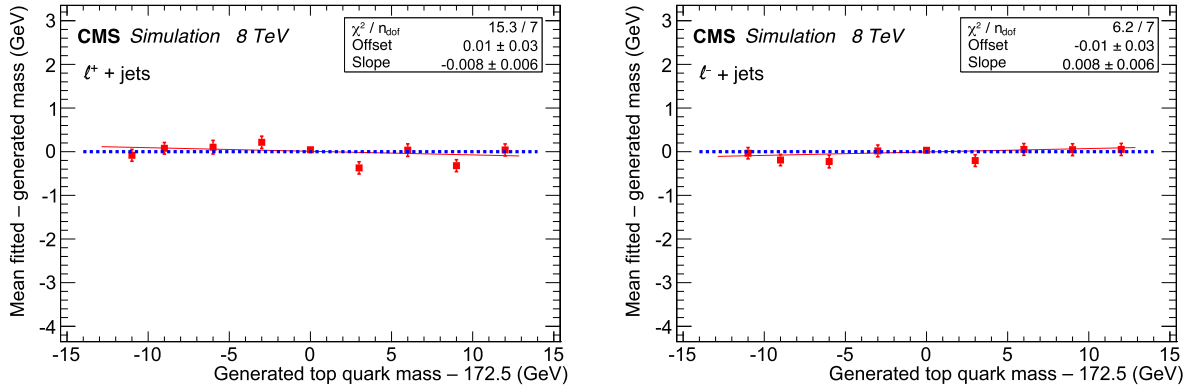 CMS Simulation 8 TeV
χ² / n_dof 15.3 / 7
Offset 0.01 ± 0.03
Slope -0.008 ± 0.006
ℓ⁺ + jets
Mean fitted – generated mass (GeV)
3
2
1
0
-1
-2
-3
-4
-15 -10 -5 0 5 10 15
Generated top quark mass – 172.5 (GeV)
CMS Simulation 8 TeV
χ² / n_dof 6.2 / 7
Offset -0.01 ± 0.03
Slope 0.008 ± 0.006
ℓ⁻ + jets
Mean fitted – generated mass (GeV)
3
2
1
0
-1
-2
-3
-4
-15 -10 -5 0 5 10 15
Generated top quark mass – 172.5 (GeV)